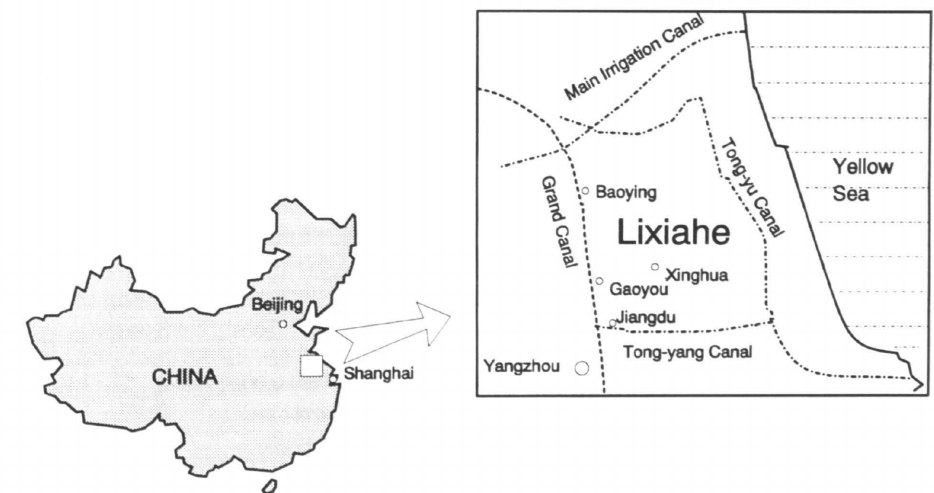 Main Irrigation Canal
Yellow
Sea
Tong-yu Canal
Grand Canal
Baoying
Lixiahe
Xinghua
Gaoyou
Jiangdu
Tong-yang Canal
Yangzhou
Beijing
CHINA
Shanghai